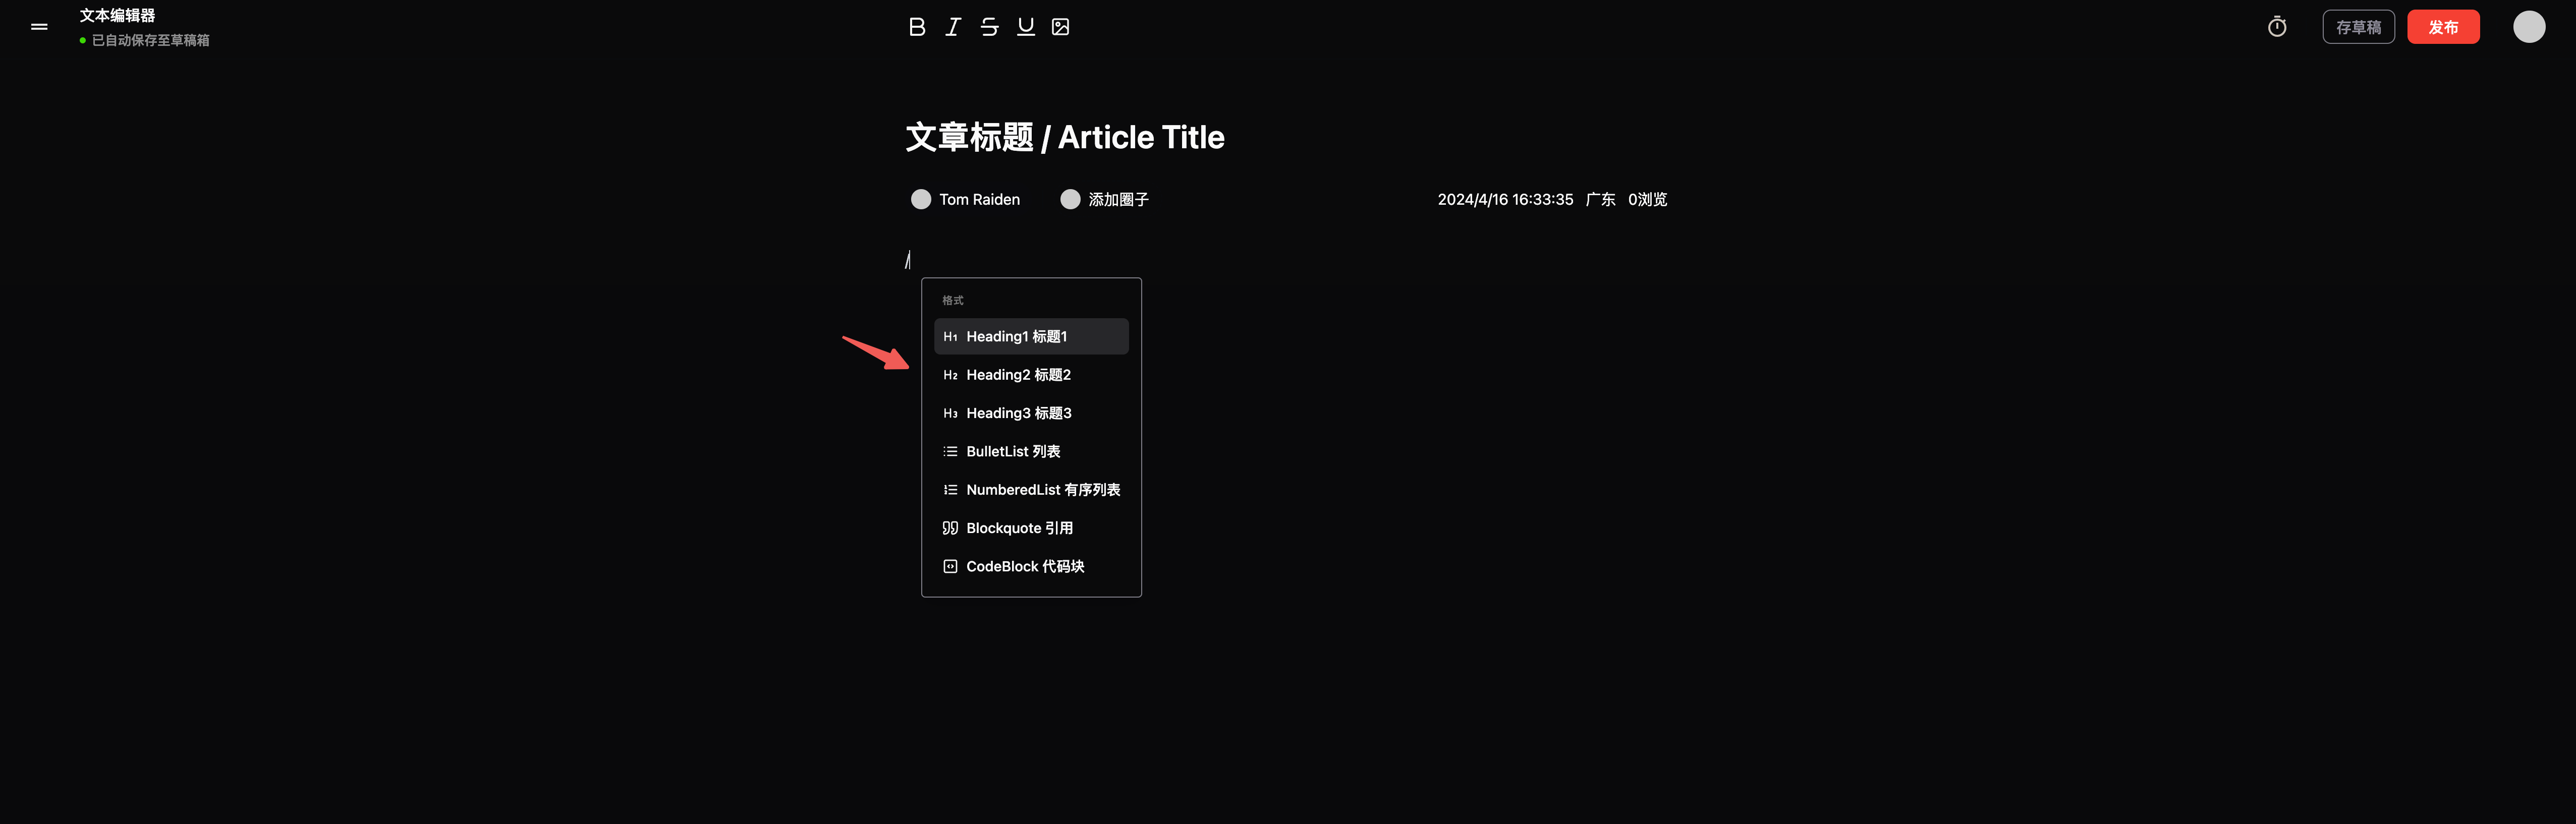 文本编辑器
已自动保存至草稿箱
B I S U
存草稿 发布
文章标题 / Article Title
Tom Raiden 添加圈子 2024/4/16 16:33:35 广东 0浏览
/
格式
H1 Heading1 标题1
H2 Heading2 标题2
H3 Heading3 标题3
BulletList 列表
NumberedList 有序列表
Blockquote 引用
CodeBlock 代码块